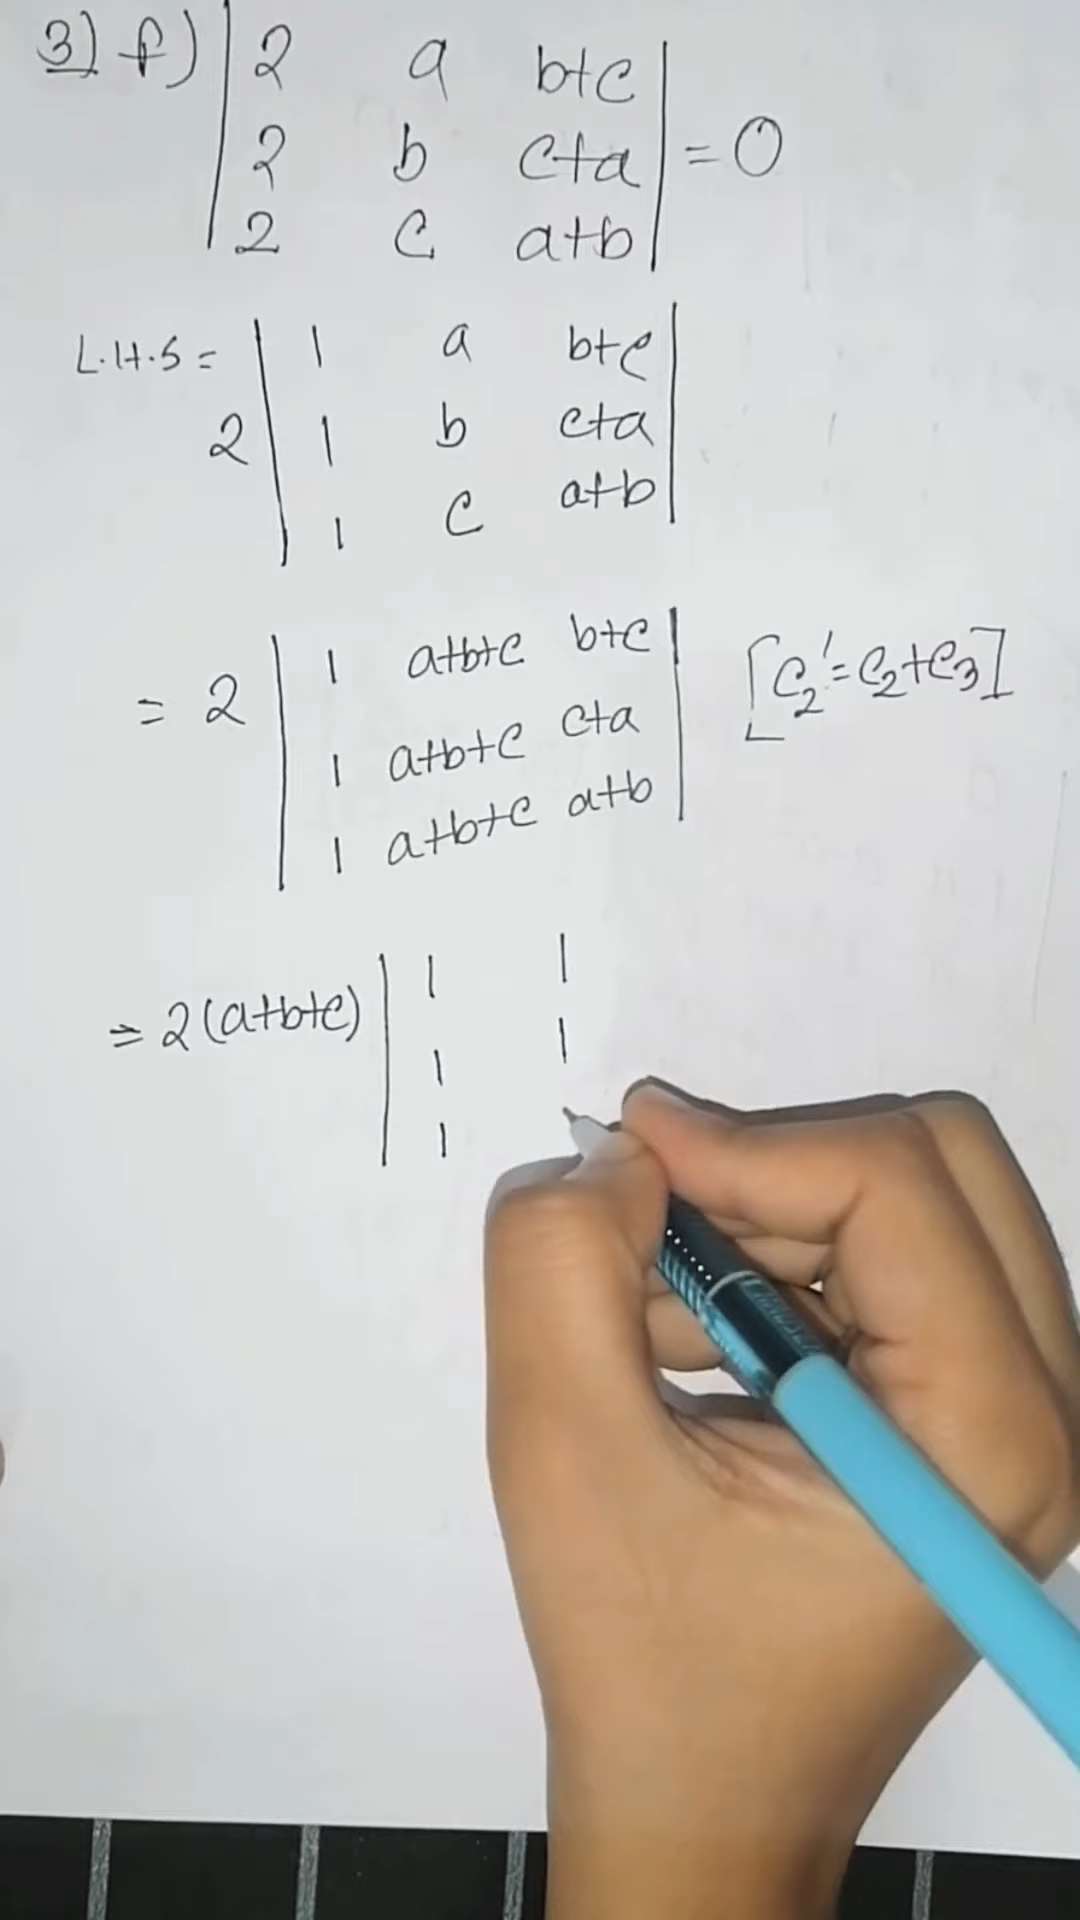 3) f) | 2 a b+c |
| 2 b c+a | = 0
| 2 c a+b |
L.H.S = | 1 a b+c |
2 | 1 b c+a |
| 1 c a+b |
| 1 a+b+c b+c |
= 2 | 1 a+b+c c+a | [C₂' = C₂+C₃]
| 1 a+b+c a+b |
| 1 1
= 2(a+b+c) | 1 1
| 1